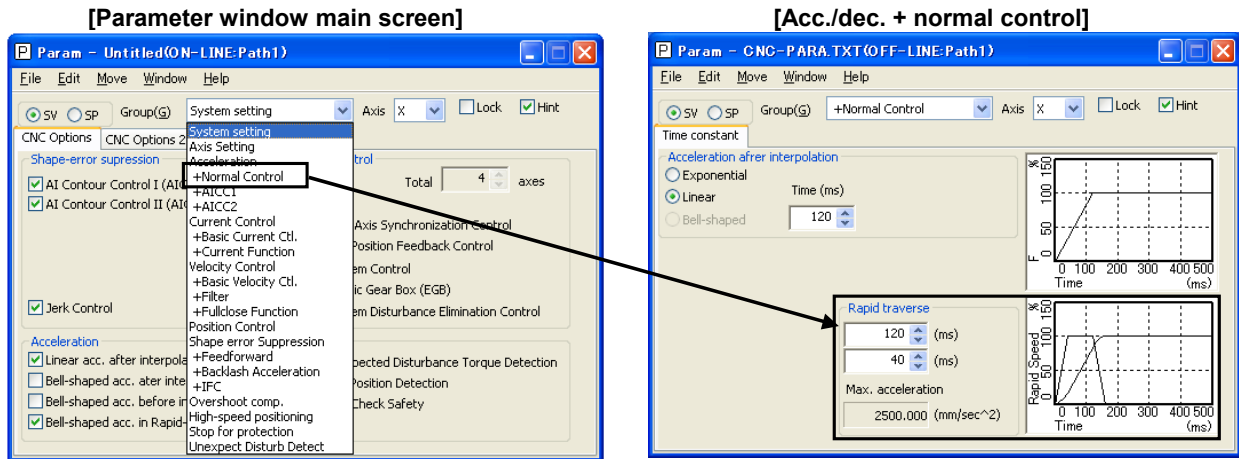 [Parameter window main screen]
[Acc./dec. + normal control]
P Param - Untitled(ON-LINE:Path1)
File Edit Move Window Help
SV SP Group(G) System setting Axis X Lock Hint
CNC Options CNC Options 2
System setting
Axis Setting
Acceleration
+Normal Control
+AICC1
+AICC2
Current Control
+Basic Current Ctl.
+Current Function
Velocity Control
+Basic Velocity Ctl.
+Filter
+Fullclose Function
Position Control
Shape error Suppression
+Feedforward
+Backlash Acceleration
+IFC
Overshoot comp.
High-speed positioning
Stop for protection
Unexpect Disturb Detect
Shape-error supression
AI Contour Control I (AIC
AI Contour Control II (AI
Jerk Control
trol
Total 4 axes
Axis Synchronization Control
Position Feedback Control
em Control
ic Gear Box (EGB)
em Disturbance Elimination Control
Acceleration
Linear acc. after interpola
Bell-shaped acc. ater inte
Bell-shaped acc. before in
Bell-shaped acc. in Rapid-
pected Disturbance Torque Detection
Position Detection
Check Safety
P Param - CNC-PARA.TXT(OFF-LINE:Path1)
File Edit Move Window Help
SV SP Group(G) +Normal Control Axis X Lock Hint
Time constant
Acceleration afrer interpolation
Exponential
Linear
Bell-shaped
Time (ms)
120
%
150
100
50
0
F
0 100 200 300 400 500
Time (ms)
Rapid traverse
120 (ms)
40 (ms)
Max. acceleration
2500.000 (mm/sec^2)
%
150
100
50
0
Rapid Speed
0 100 200 300 400 500
Time (ms)